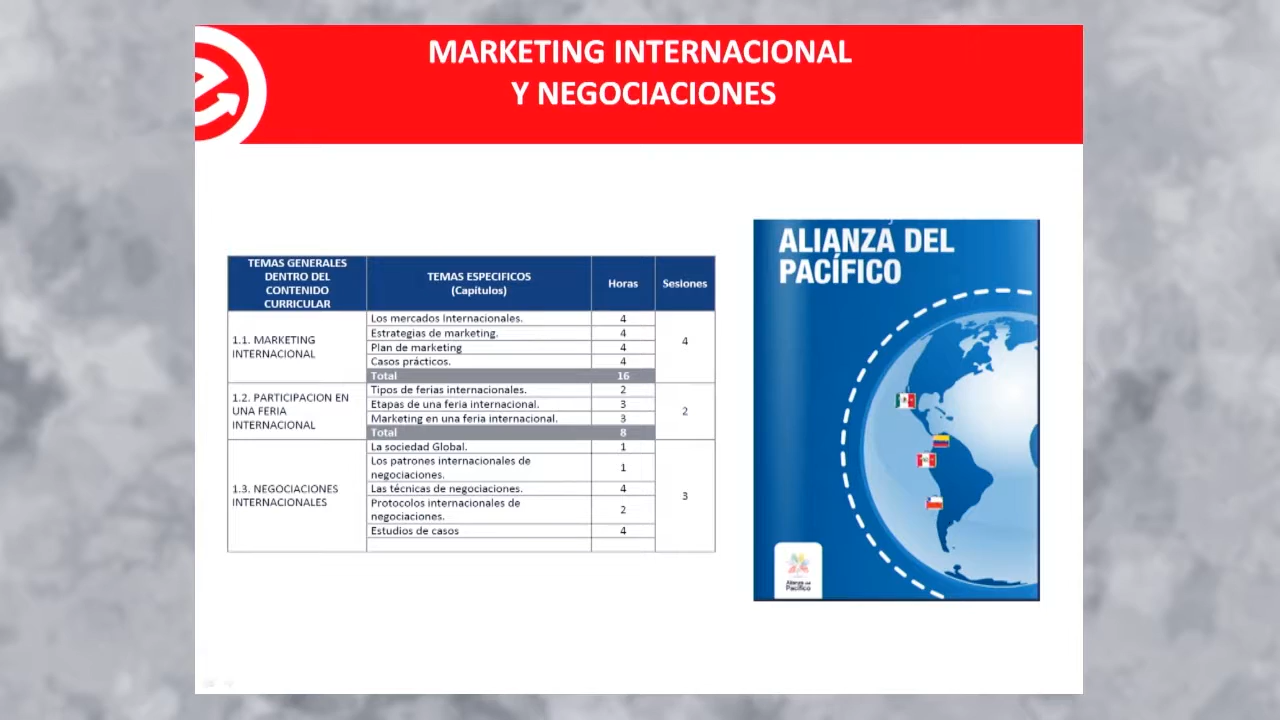 MARKETING INTERNACIONAL
Y NEGOCIACIONES
TEMAS GENERALES
DENTRO DEL
CONTENIDO
CURRICULAR
TEMAS ESPECIFICOS
(Capítulos)
Horas
Sesiones
1.1. MARKETING
INTERNACIONAL
Los mercados Internacionales.
4
Estrategias de marketing.
4
Plan de marketing
4
Casos prácticos.
4
Total
16
4
1.2. PARTICIPACION EN
UNA FERIA
INTERNACIONAL
Tipos de ferias internacionales.
2
Etapas de una feria internacional.
3
Marketing en una feria internacional.
3
Total
8
2
1.3. NEGOCIACIONES
INTERNACIONALES
La sociedad Global.
1
Los patrones internacionales de
negociaciones.
1
Las técnicas de negociaciones.
4
Protocolos internacionales de
negociaciones.
2
Estudios de casos
4
3
ALIANZA DEL
PACÍFICO
Alianza del
Pacífico